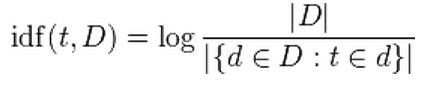 idf(t, D) = log |D| / |{d ∈ D : t ∈ d}|